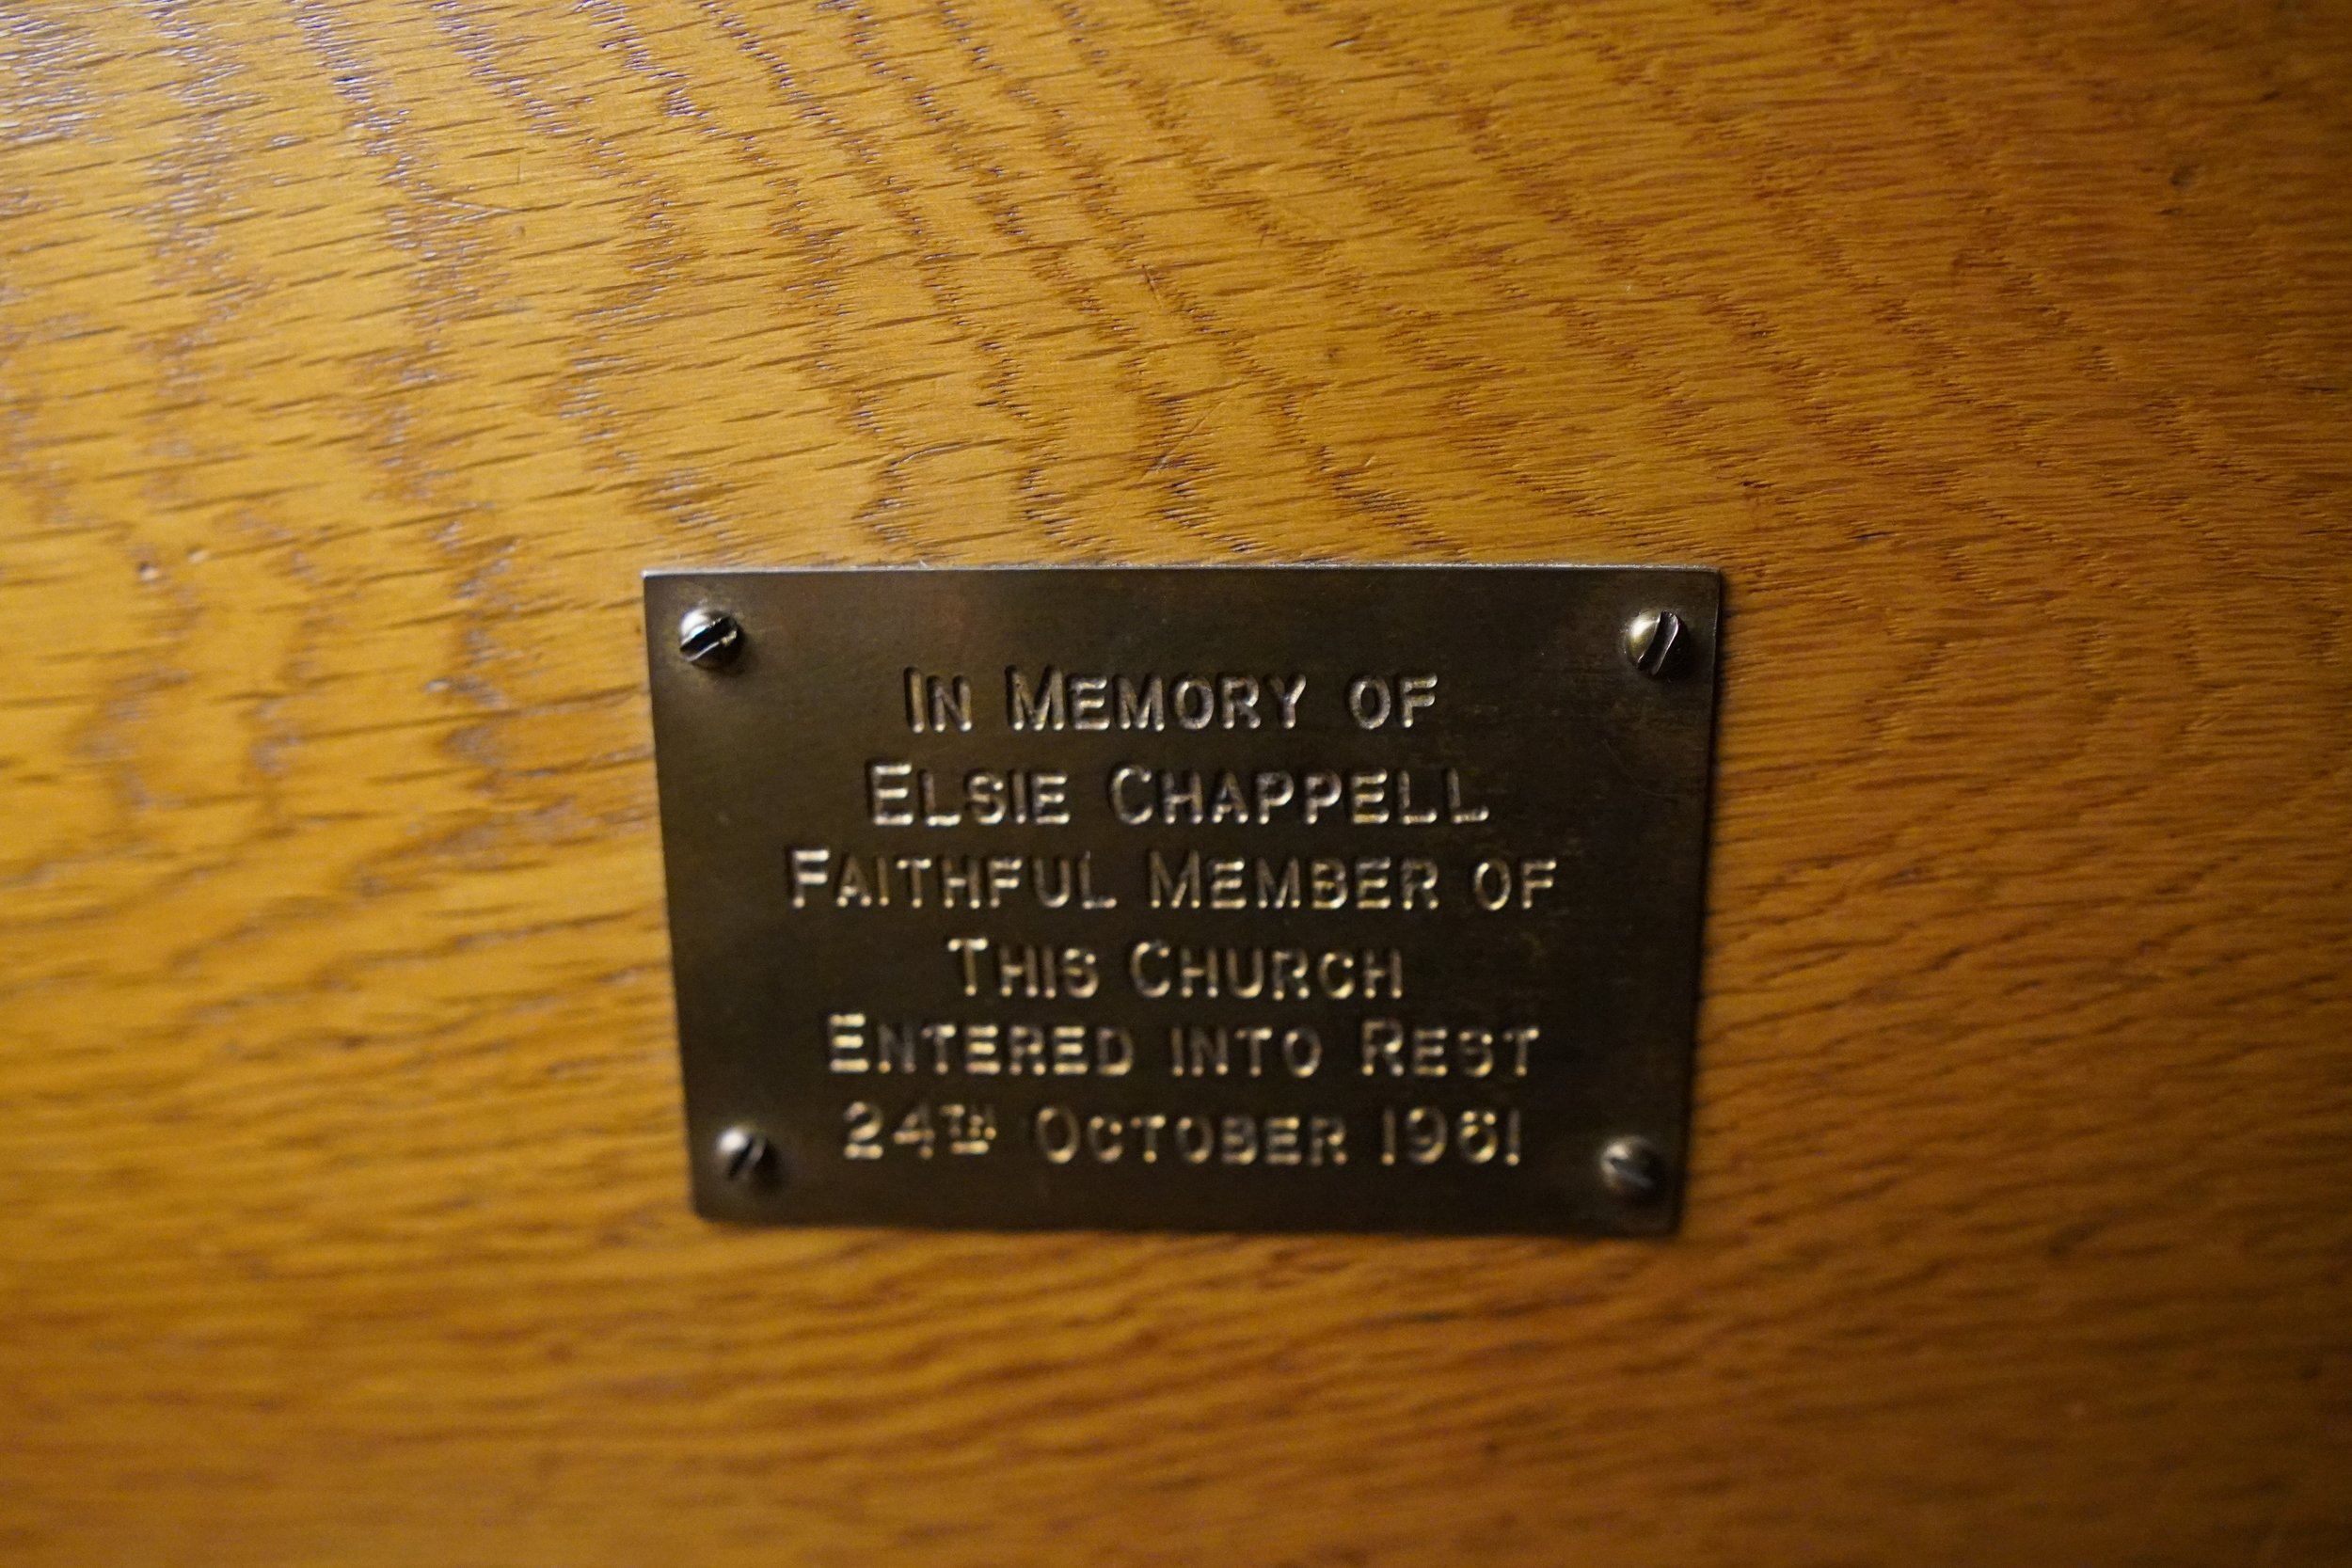 In Memory of
Elsie Chappell
Faithful Member of
This Church
Entered into Rest
24th October 1961